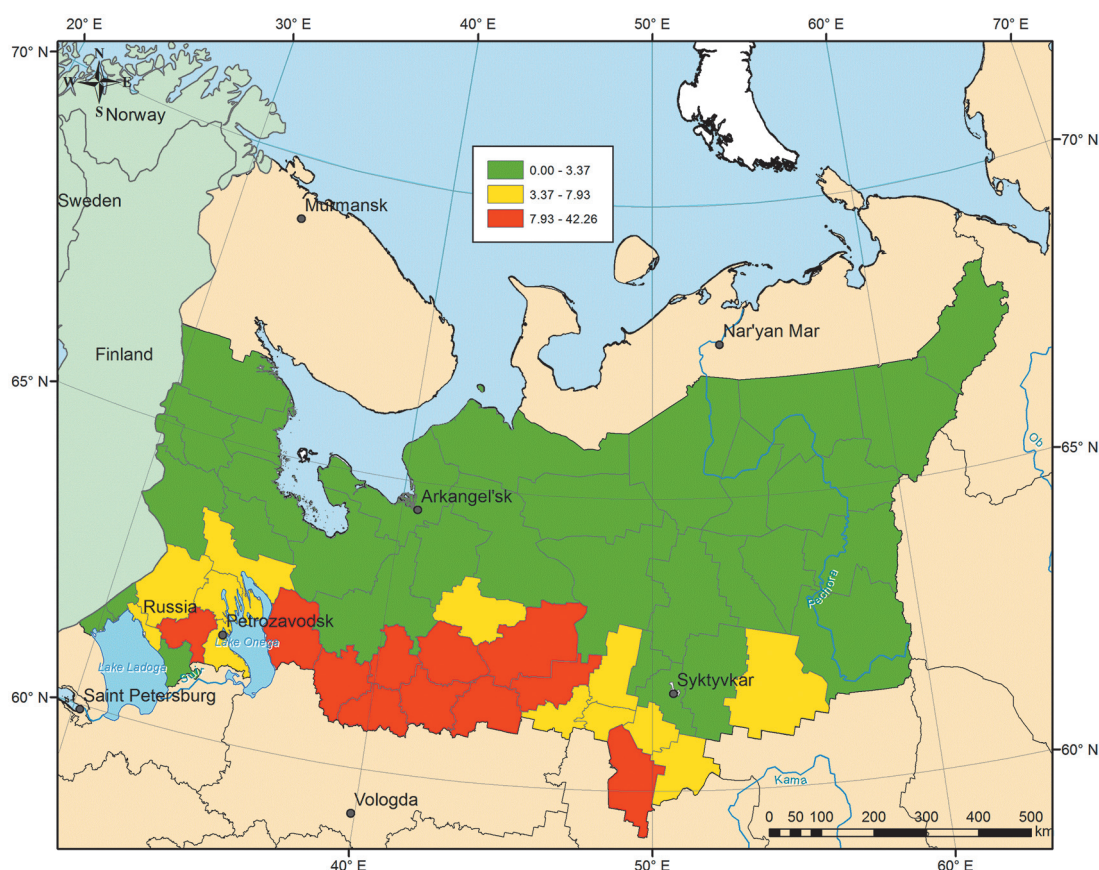 20° E
30° E
40° E
50° E
60° E
70° E
70° N
N
W E
S
Norway
70° N
0.00 - 3.37
3.37 - 7.93
7.93 - 42.26
Sweden
Murmansk
Nar'yan Mar
Finland
65° N
Ob
65° N
Arkangel'sk
Pechora
Russia
Petrozavodsk
Lake Onega
Lake Ladoga
Svir
Syktyvkar
60° N
Saint Petersburg
60° N
Kama
Vologda
0 50 100 200 300 400 500
km
40° E
50° E
60° E